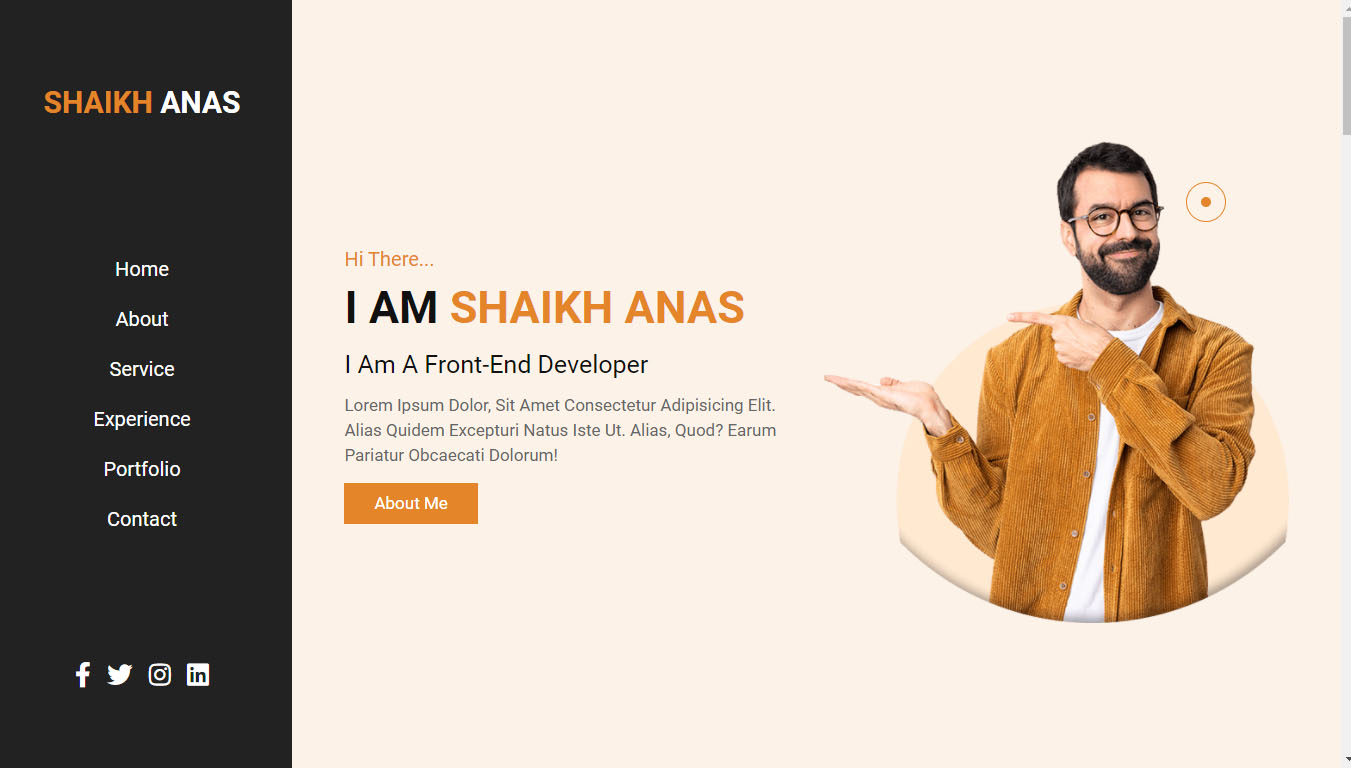 SHAIKH ANAS
Home
About
Service
Experience
Portfolio
Contact
Hi There...
I AM SHAIKH ANAS
I Am A Front-End Developer
Lorem Ipsum Dolor, Sit Amet Consectetur Adipisicing Elit.
Alias Quidem Excepturi Natus Iste Ut. Alias, Quod? Earum
Pariatur Obcaecati Dolorum!
About Me